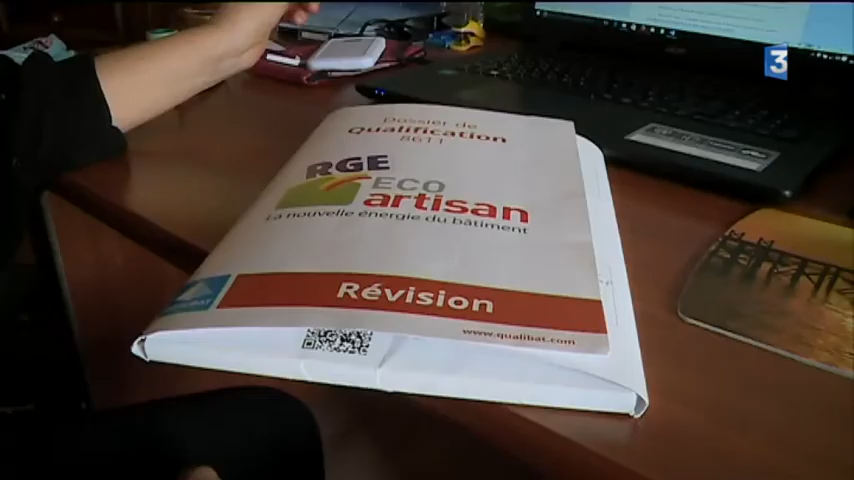 3
Dossier de
Qualification
8611
RGE
ECO
artisan
La nouvelle énergie du bâtiment
Révision
www.qualibat.com